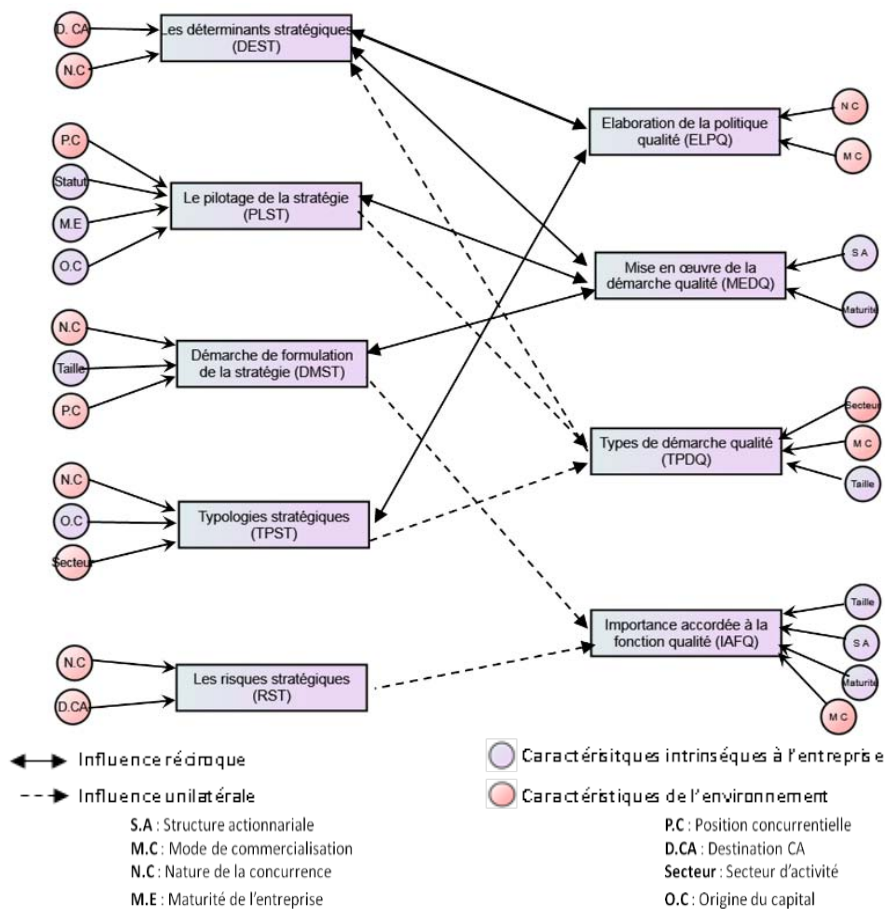 D. CA
N.C
Les déterminants stratégiques
(DEST)
P.C
Statut
M.E
O.C
Le pilotage de la stratégie
(PLST)
N.C
Taille
P.C
Démarche de formulation
de la stratégie (DMST)
N.C
O.C
Secteur
Typologies stratégiques
(TPST)
N.C
D.CA
Les risques stratégiques
(RST)
Elaboration de la politique
qualité (ELPQ)
N C
M C
Mise en œuvre de la
démarche qualité (MEDQ)
S A
Maturité
Types de démarche qualité
(TPDQ)
Secteur
M C
Taille
Importance accordée à la
fonction qualité (IAFQ)
Taille
S A
Maturité
M C
Influence réciroque
Influence unilatérale
Caractérisitques intrinséques à l'entreprise
Caractéristiques de l'environnement
S.A : Structure actionnariale
M.C : Mode de commercialisation
N.C : Nature de la concurrence
M.E : Maturité de l'entreprise
P.C : Position concurrentielle
D.CA : Destination CA
Secteur : Secteur d'activité
O.C : Origine du capital